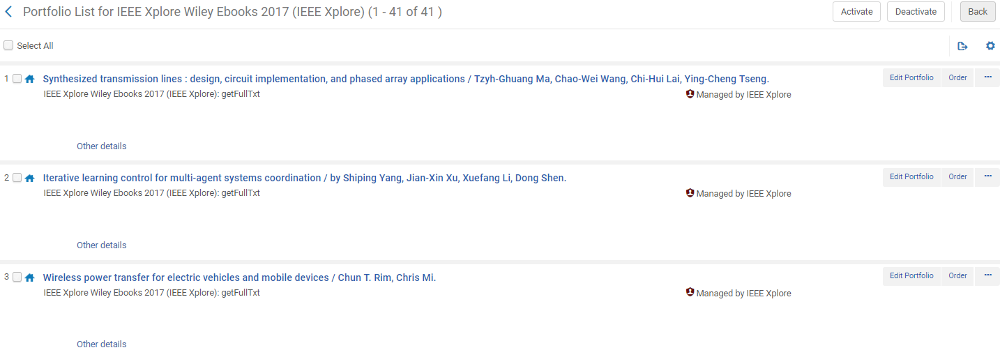 Portfolio List for IEEE Xplore Wiley Ebooks 2017 (IEEE Xplore) (1 - 41 of 41 )
Activate
Deactivate
Back
Select All
1 Synthesized transmission lines : design, circuit implementation, and phased array applications / Tzyh-Ghuang Ma, Chao-Wei Wang, Chi-Hui Lai, Ying-Cheng Tseng.
Edit Portfolio Order ...
IEEE Xplore Wiley Ebooks 2017 (IEEE Xplore): getFullTxt
Managed by IEEE Xplore
Other details
2 Iterative learning control for multi-agent systems coordination / by Shiping Yang, Jian-Xin Xu, Xuefang Li, Dong Shen.
Edit Portfolio Order ...
IEEE Xplore Wiley Ebooks 2017 (IEEE Xplore): getFullTxt
Managed by IEEE Xplore
Other details
3 Wireless power transfer for electric vehicles and mobile devices / Chun T. Rim, Chris Mi.
Edit Portfolio Order ...
IEEE Xplore Wiley Ebooks 2017 (IEEE Xplore): getFullTxt
Managed by IEEE Xplore
Other details